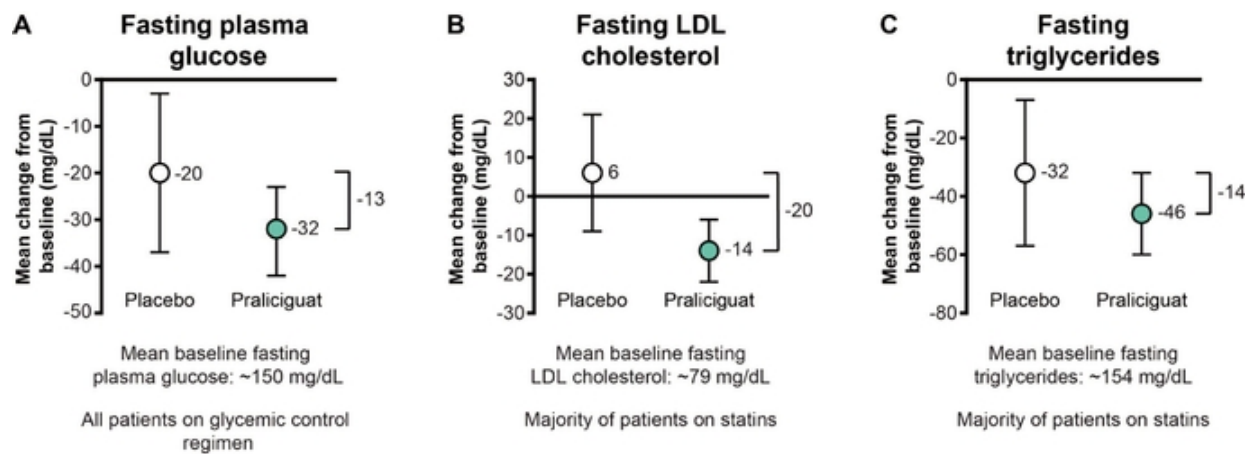 A
Fasting plasma
glucose
Mean change from
baseline (mg/dL)
0
-10
-20
-30
-40
-50
-20
-32
-13
Placebo
Praliciguat
Mean baseline fasting
plasma glucose: ~150 mg/dL
All patients on glycemic control
regimen
B
Fasting LDL
cholesterol
Mean change from
baseline (mg/dL)
30
20
10
0
-10
-20
-30
6
-14
-20
Placebo
Praliciguat
Mean baseline fasting
LDL cholesterol: ~79 mg/dL
Majority of patients on statins
C
Fasting
triglycerides
Mean change from
baseline (mg/dL)
0
-20
-40
-60
-80
-32
-46
-14
Placebo
Praliciguat
Mean baseline fasting
triglycerides: ~154 mg/dL
Majority of patients on statins